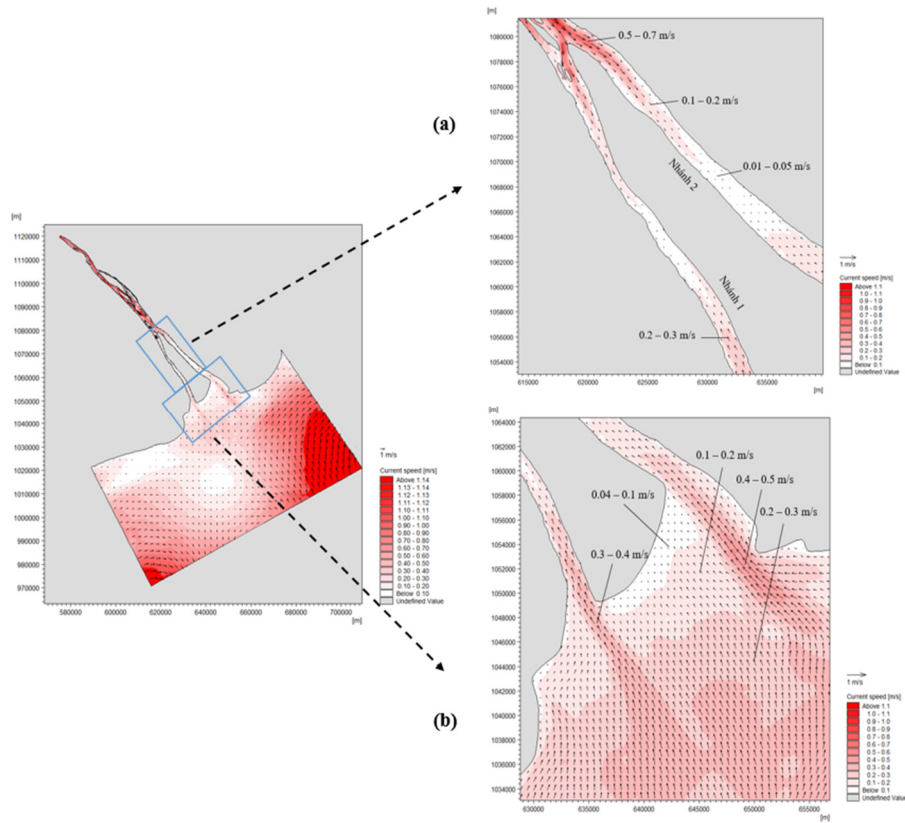 (a)
[m]
1120000
1110000
1100000
1090000
1080000
1070000
1060000
1050000
1040000
1030000
1020000
1010000
1000000
990000
980000
970000
580000 600000 620000 640000 660000 680000 700000
[m]
1 m/s
Current speed [m/s]
Above 1.14
1.13 - 1.14
1.12 - 1.13
1.11 - 1.12
1.10 - 1.11
1.00 - 1.10
0.90 - 1.00
0.80 - 0.90
0.70 - 0.80
0.60 - 0.70
0.50 - 0.60
0.40 - 0.50
0.30 - 0.40
0.20 - 0.30
0.10 - 0.20
Below 0.10
Undefined Value
[m]
1080000
1078000
1076000
1074000
1072000
1070000
1068000
1066000
1064000
1062000
1060000
1058000
1056000
1054000
615000 620000 625000 630000 635000
[m]
0.5 – 0.7 m/s
0.1 – 0.2 m/s
0.01 – 0.05 m/s
Nhánh 2
Nhánh 1
0.2 – 0.3 m/s
1 m/s
Current speed [m/s]
Above 1.1
1.0 - 1.1
0.9 - 1.0
0.8 - 0.9
0.7 - 0.8
0.6 - 0.7
0.5 - 0.6
0.4 - 0.5
0.3 - 0.4
0.2 - 0.3
0.1 - 0.2
Below 0.1
Undefined Value
(b)
[m]
1064000
1062000
1060000
1058000
1056000
1054000
1052000
1050000
1048000
1046000
1044000
1042000
1040000
1038000
1036000
1034000
630000 635000 640000 645000 650000 655000
[m]
0.1 – 0.2 m/s
0.4 – 0.5 m/s
0.04 – 0.1 m/s
0.2 – 0.3 m/s
0.3 – 0.4 m/s
1 m/s
Current speed [m/s]
Above 1.1
1.0 - 1.1
0.9 - 1.0
0.8 - 0.9
0.7 - 0.8
0.6 - 0.7
0.5 - 0.6
0.4 - 0.5
0.3 - 0.4
0.2 - 0.3
0.1 - 0.2
Below 0.1
Undefined Value